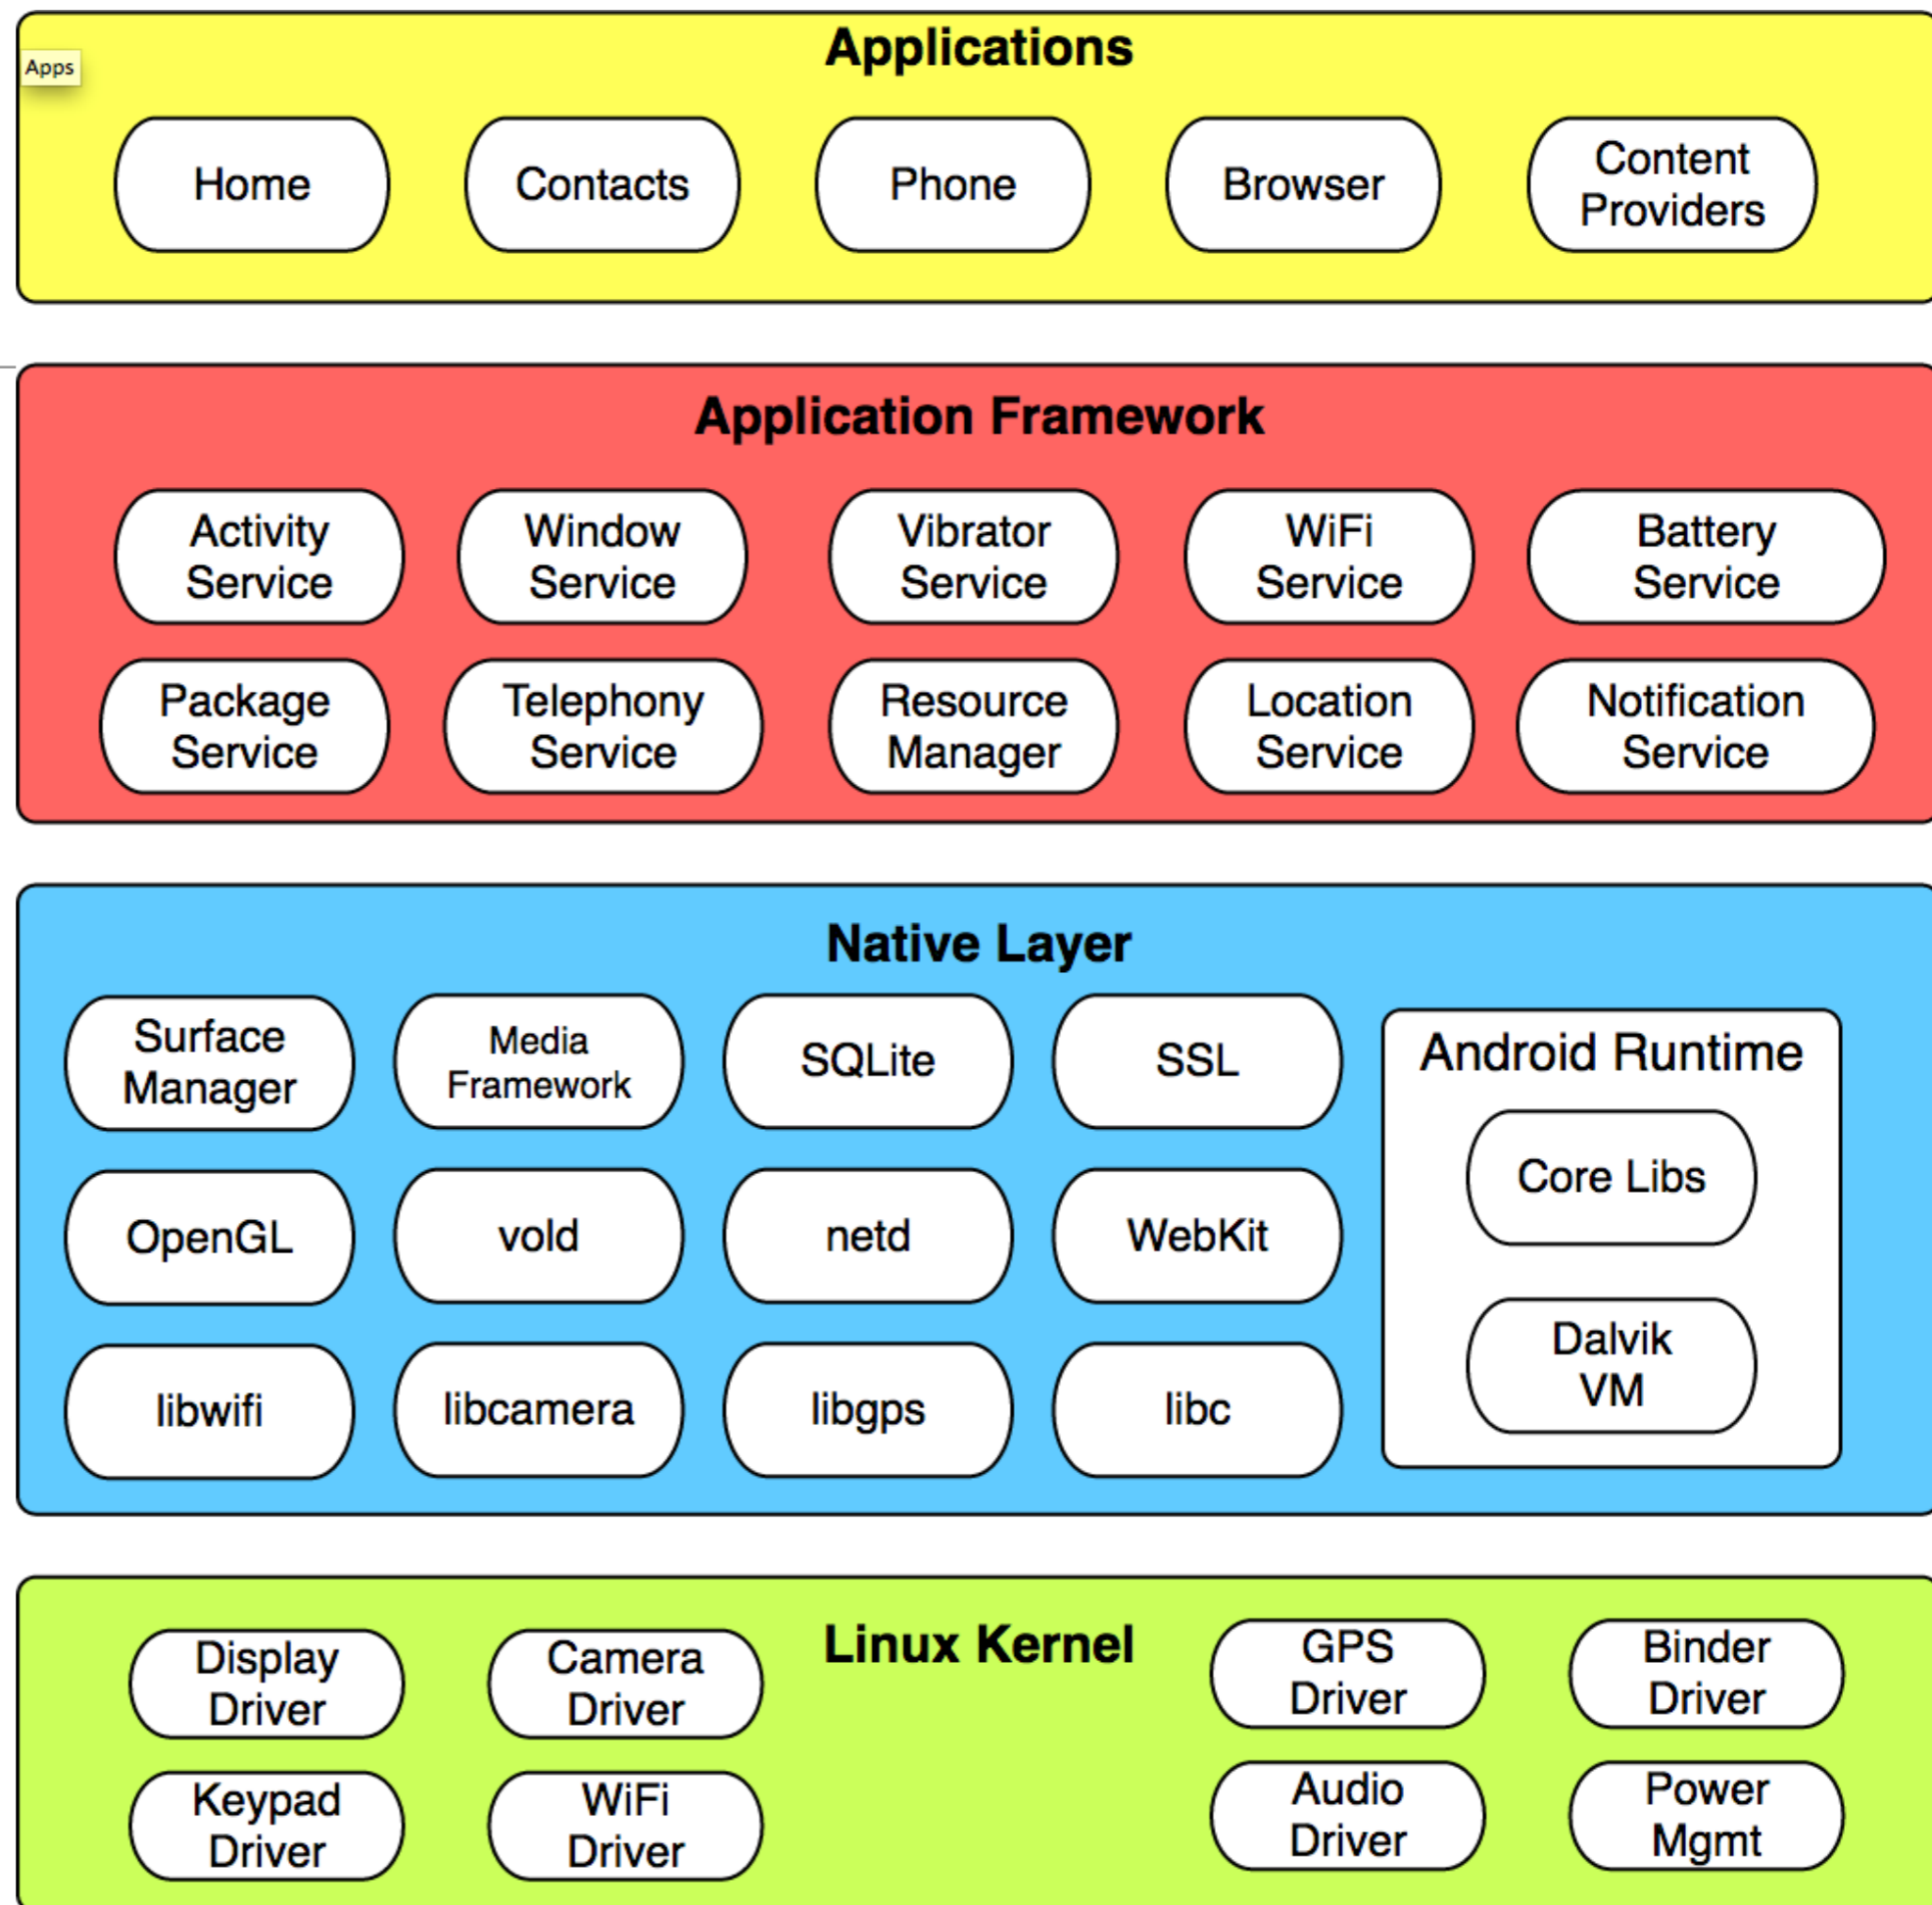 Applications
Apps
Home
Contacts
Phone
Browser
Content
Providers
Application Framework
Activity
Service
Window
Service
Vibrator
Service
WiFi
Service
Battery
Service
Package
Service
Telephony
Service
Resource
Manager
Location
Service
Notification
Service
Native Layer
Surface
Manager
Media
Framework
SQLite
SSL
Android Runtime
Core Libs
OpenGL
vold
netd
WebKit
Dalvik
VM
libwifi
libcamera
libgps
libc
Linux Kernel
Display
Driver
Camera
Driver
GPS
Driver
Binder
Driver
Keypad
Driver
WiFi
Driver
Audio
Driver
Power
Mgmt